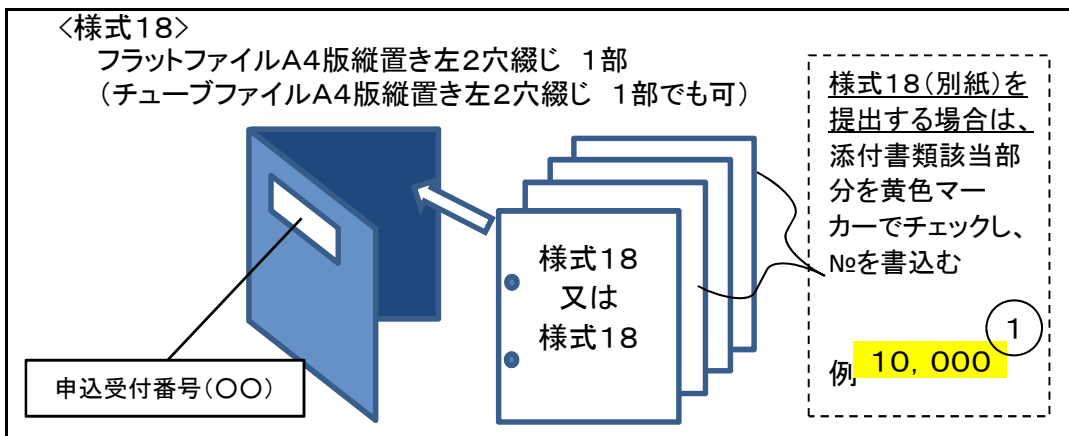 <様式18>
フラットファイルA4版縦置き左2穴綴じ 1部
(チューブファイルA4版縦置き左2穴綴じ 1部でも可)
様式18(別紙)を
提出する場合は、
添付書類該当部
分を黄色マー
カーでチェックし、
№を書込む
1
例 10,000
様式18
又は
様式18
申込受付番号(○○)